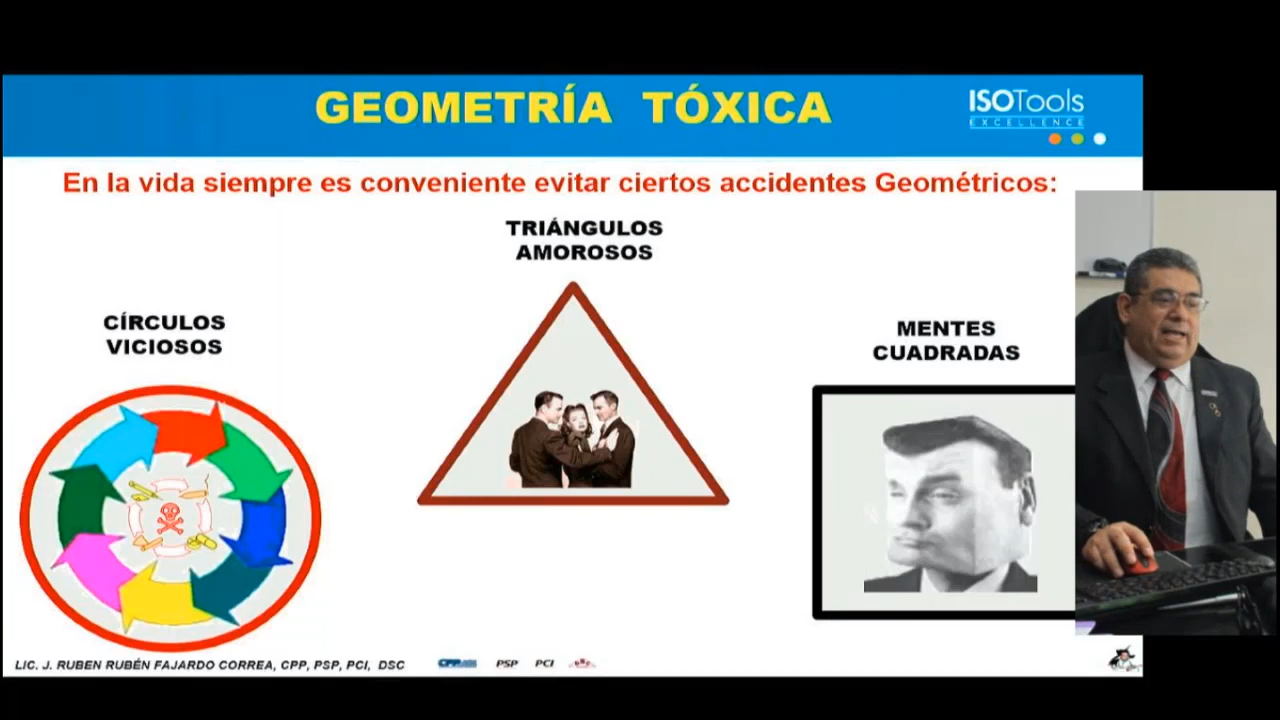 GEOMETRÍA TÓXICA
ISOTools
EXCELLENCE
En la vida siempre es conveniente evitar ciertos accidentes Geométricos:
TRIÁNGULOS
AMOROSOS
CÍRCULOS
VICIOSOS
MENTES
CUADRADAS
LIC. J. RUBEN RUBÉN FAJARDO CORREA, CPP, PSP, PCI, DSC
CPP
PSP
PCI